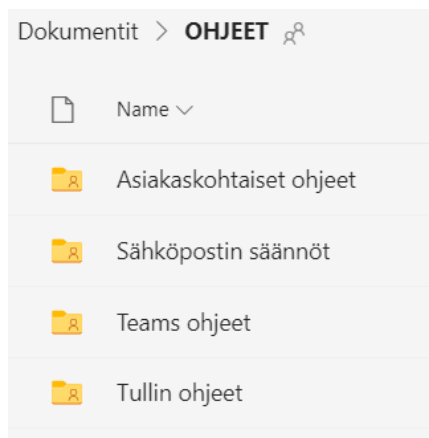 Dokumentit > OHJEET
Name
Asiakaskohtaiset ohjeet
Sähköpostin säännöt
Teams ohjeet
Tullin ohjeet